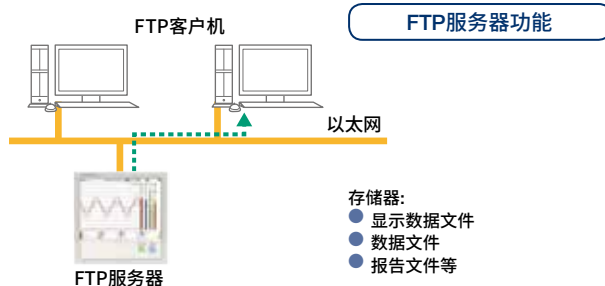 FTP客户机
FTP服务器功能
以太网
存储器:
显示数据文件
数据文件
报告文件等
FTP服务器